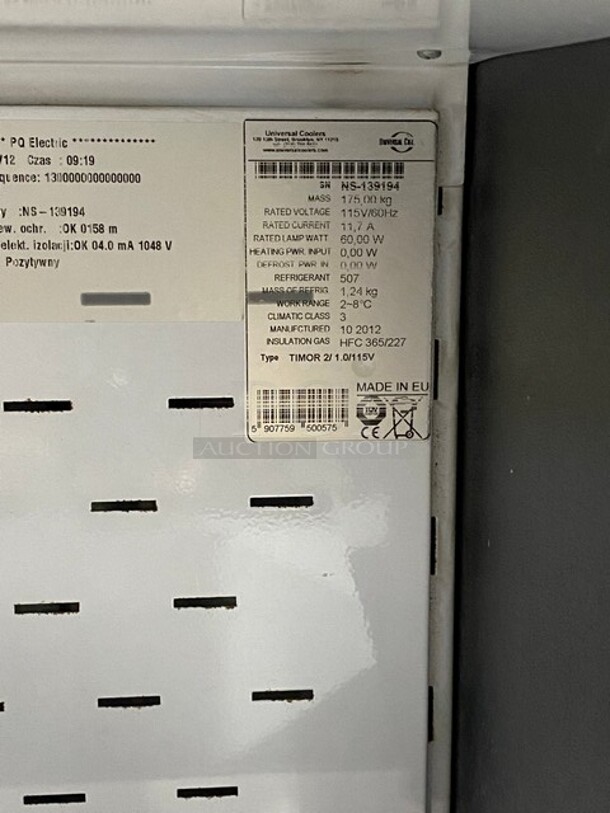 * PQ Electric **************
/12 Czas : 09:19
quence: 1300000000000000
y :NS-139194
ew. ochr. :OK 0158 m
elekt. izolacji:OK 04.0 mA 1048 V
Pozytywny
Universal Coolers
www.universalcoolers.com
SN NS-139194
MASS 175,00 kg
RATED VOLTAGE 115V/60Hz
RATED CURRENT 11,7 A
RATED LAMP WATT 60,00 W
HEATING PWR. INPUT 0,00 W
DEFROST PWR. IN 0,00 W
REFRIGERANT 507
MASS OF REFRIG 1,24 kg
WORK RANGE 2~8°C
CLIMATIC CLASS 3
MANUFCTURED 10 2012
INSULATION GAS HFC 365/227
Type TIMOR 2/ 1.0/115V
MADE IN EU
5 907759 500575
CE
AUCTION GROUP